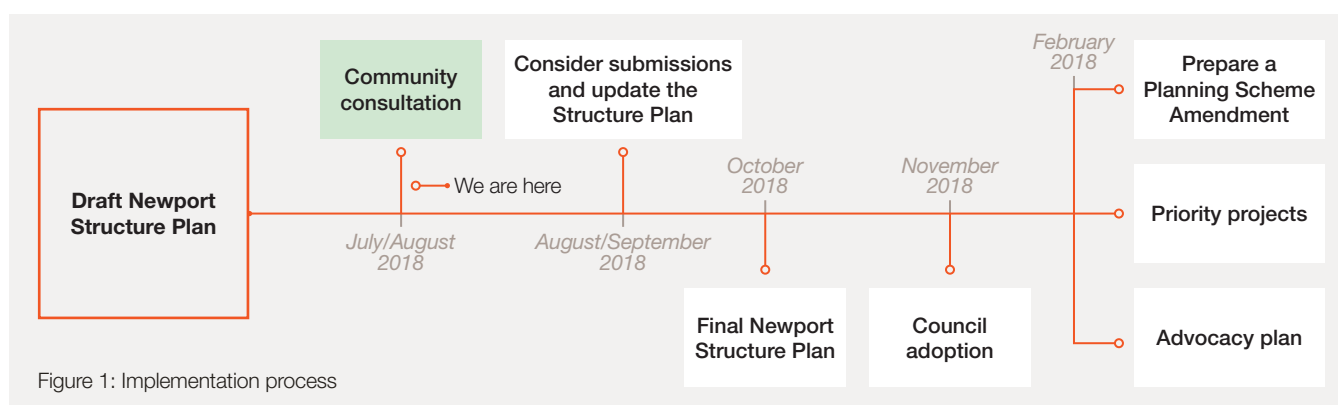 Draft Newport
Structure Plan
Community
consultation
We are here
July/August
2018
Consider submissions
and update the
Structure Plan
August/September
2018
October
2018
Final Newport
Structure Plan
November
2018
Council
adoption
February
2018
Prepare a
Planning Scheme
Amendment
Priority projects
Advocacy plan
Figure 1: Implementation process